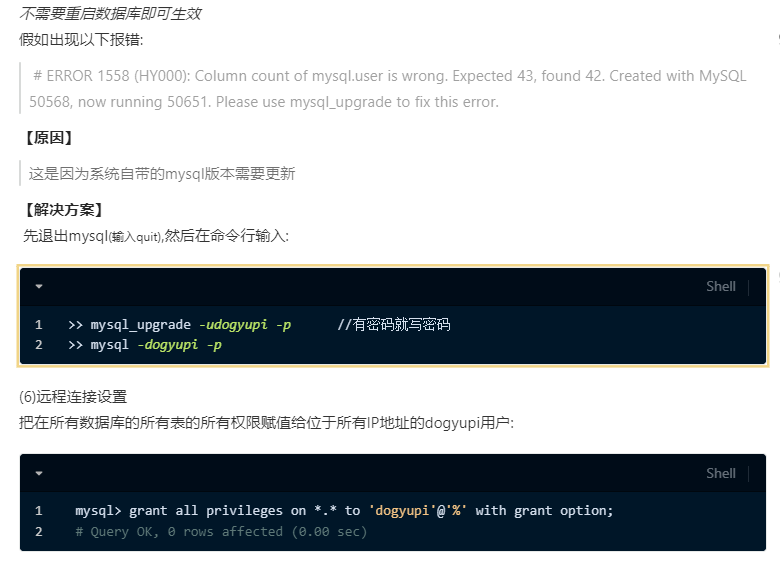 不需要重启数据库即可生效
假如出现以下报错:
# ERROR 1558 (HY000): Column count of mysql.user is wrong. Expected 43, found 42. Created with MySQL
50568, now running 50651. Please use mysql_upgrade to fix this error.
【原因】
这是因为系统自带的mysql版本需要更新
【解决方案】
先退出mysql(输入quit),然后在命令行输入:
Shell
1 >> mysql_upgrade -udogyupi -p //有密码就写密码
2 >> mysql -dogyupi -p
(6)远程连接设置
把在所有数据库的所有表的所有权限赋值给位于所有IP地址的dogyupi用户:
Shell
1 mysql> grant all privileges on *.* to 'dogyupi'@'%' with grant option;
2 # Query OK, 0 rows affected (0.00 sec)